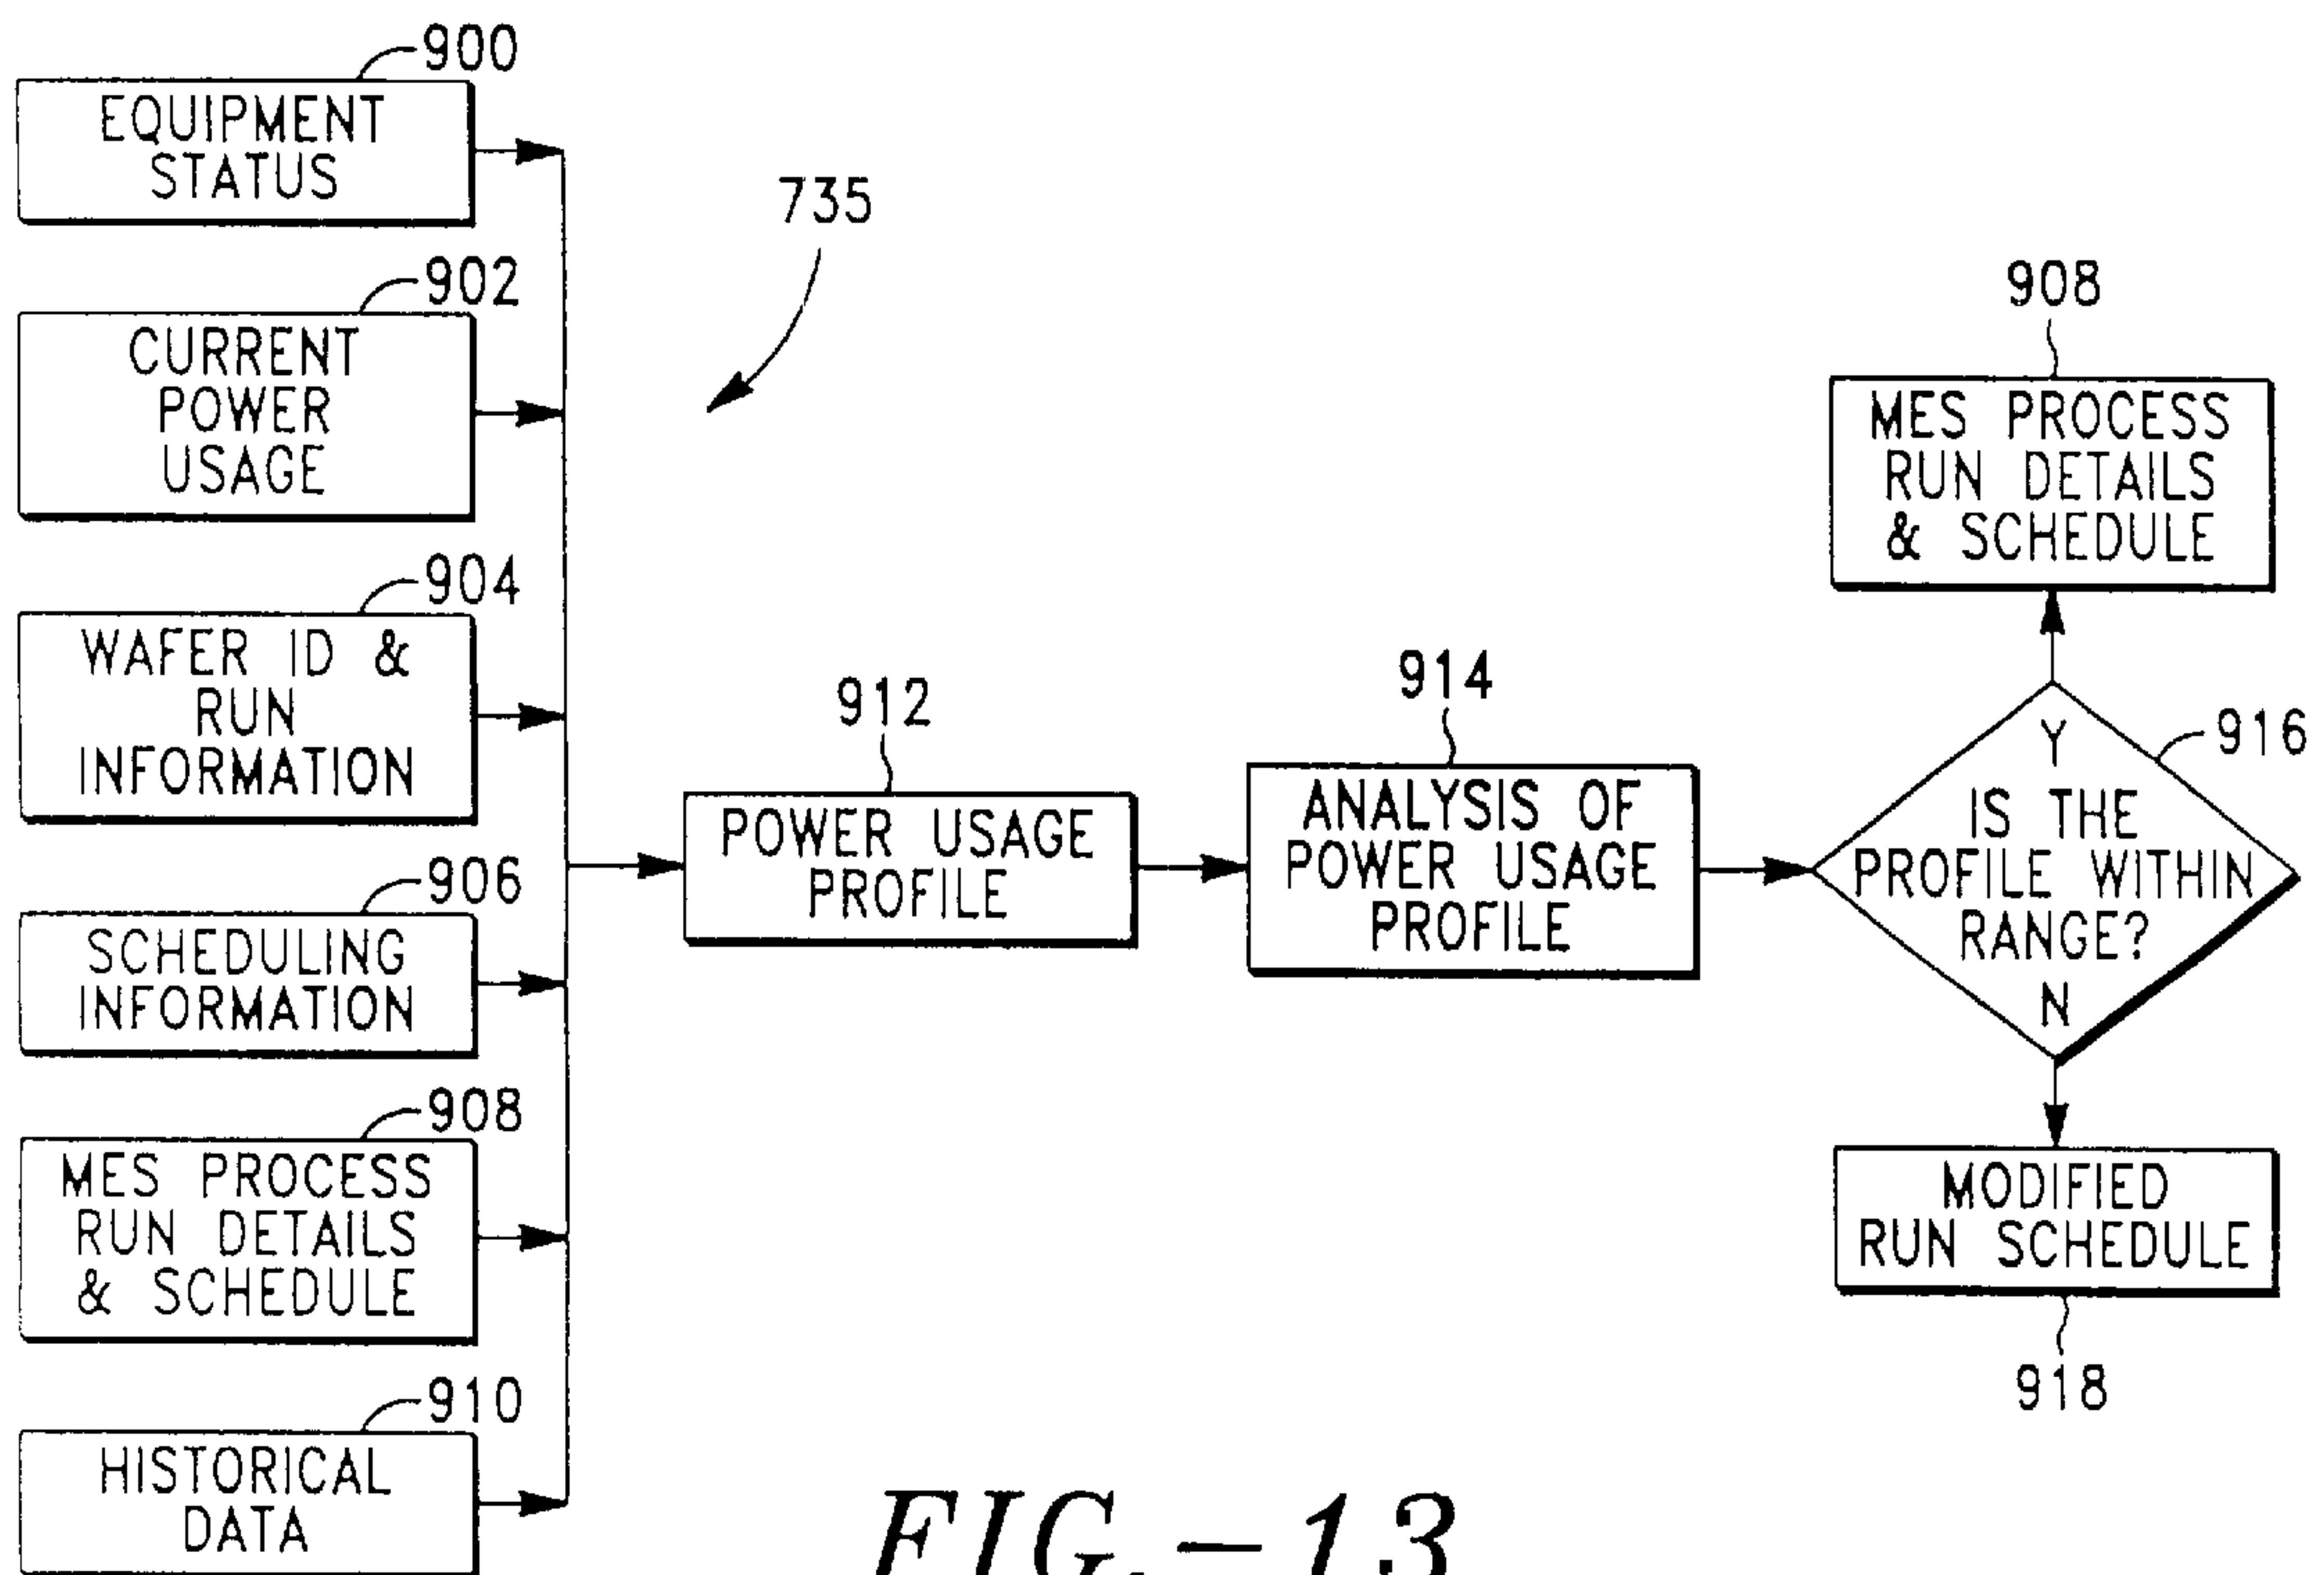 900
EQUIPMENT
STATUS
902
CURRENT
POWER
USAGE
904
WAFER ID &
RUN
INFORMATION
906
SCHEDULING
INFORMATION
908
MES PROCESS
RUN DETAILS
& SCHEDULE
910
HISTORICAL
DATA
735
912
POWER USAGE
PROFILE
914
ANALYSIS OF
POWER USAGE
PROFILE
908
MES PROCESS
RUN DETAILS
& SCHEDULE
916
Y
IS THE
PROFILE WITHIN
RANGE?
N
MODIFIED
RUN SCHEDULE
918
FIG.-13